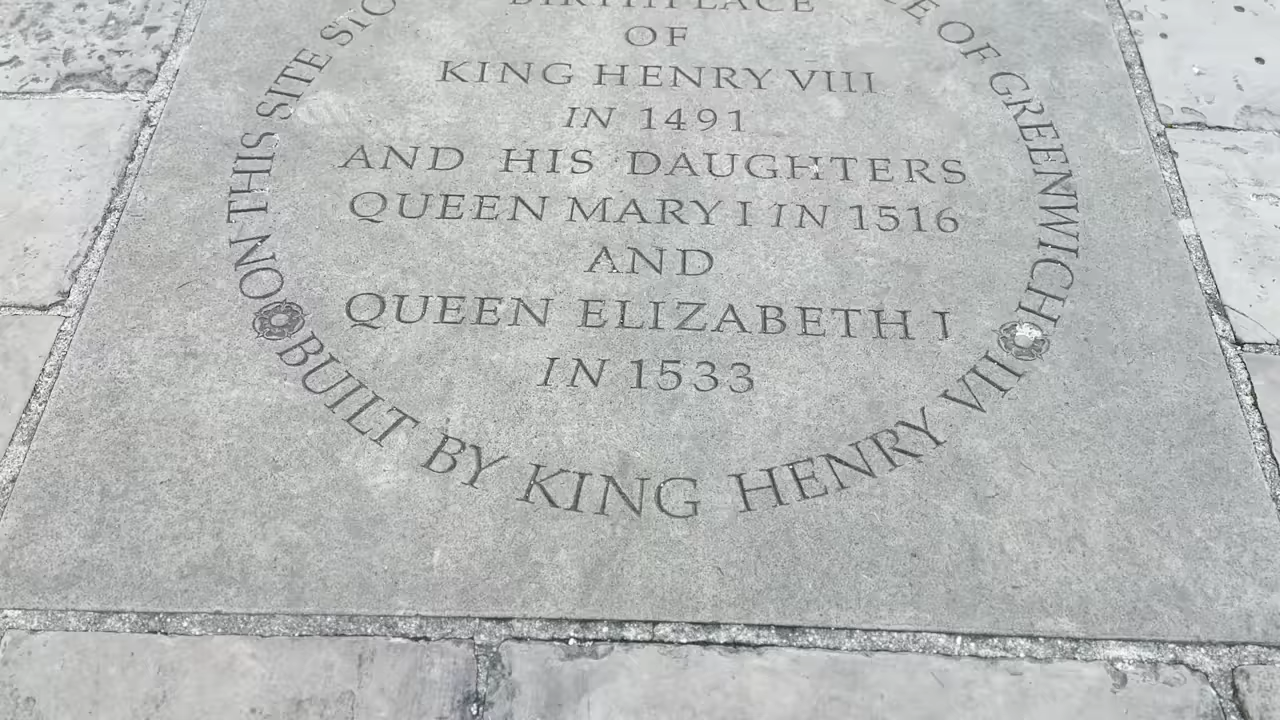 BIRTHPLACE
OF
KING HENRY VIII
IN 1491
AND HIS DAUGHTERS
QUEEN MARY I IN 1516
AND
QUEEN ELIZABETH I
IN 1533
ON THIS SITE
OF GREENWICH
BUILT BY KING HENRY VII